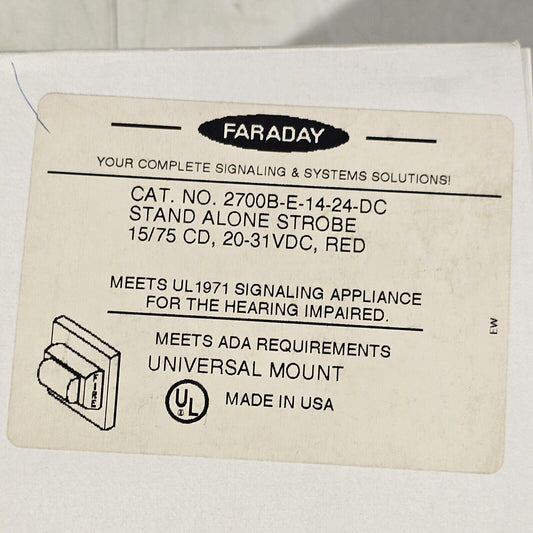 FARADAY
YOUR COMPLETE SIGNALING & SYSTEMS SOLUTIONS!
CAT. NO. 2700B-E-14-24-DC
STAND ALONE STROBE
15/75 CD, 20-31VDC, RED
MEETS UL1971 SIGNALING APPLIANCE
FOR THE HEARING IMPAIRED.
EW
MEETS ADA REQUIREMENTS
UNIVERSAL MOUNT
FIRE
UL
MADE IN USA